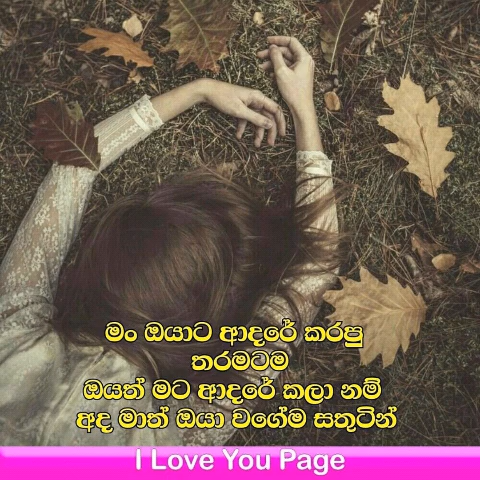 මං ඔයාට ආදරේ කරපු
තරමටම
ඔයත් මට ආදරේ කලා නම්
අද මාත් ඔයා වගේම සතුටින්
I Love You Page